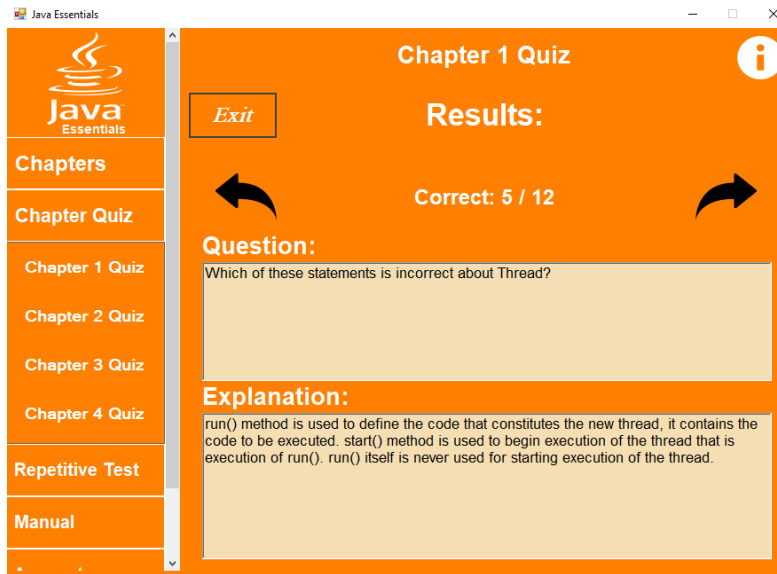 Java Essentials
Java
Essentials
Chapters
Chapter Quiz
Chapter 1 Quiz
Chapter 2 Quiz
Chapter 3 Quiz
Chapter 4 Quiz
Repetitive Test
Manual
Chapter 1 Quiz
i
Exit
Results:
Correct: 5 / 12
Question:
Which of these statements is incorrect about Thread?
Explanation:
run() method is used to define the code that constitutes the new thread, it contains the
code to be executed. start() method is used to begin execution of the thread that is
execution of run(). run() itself is never used for starting execution of the thread.